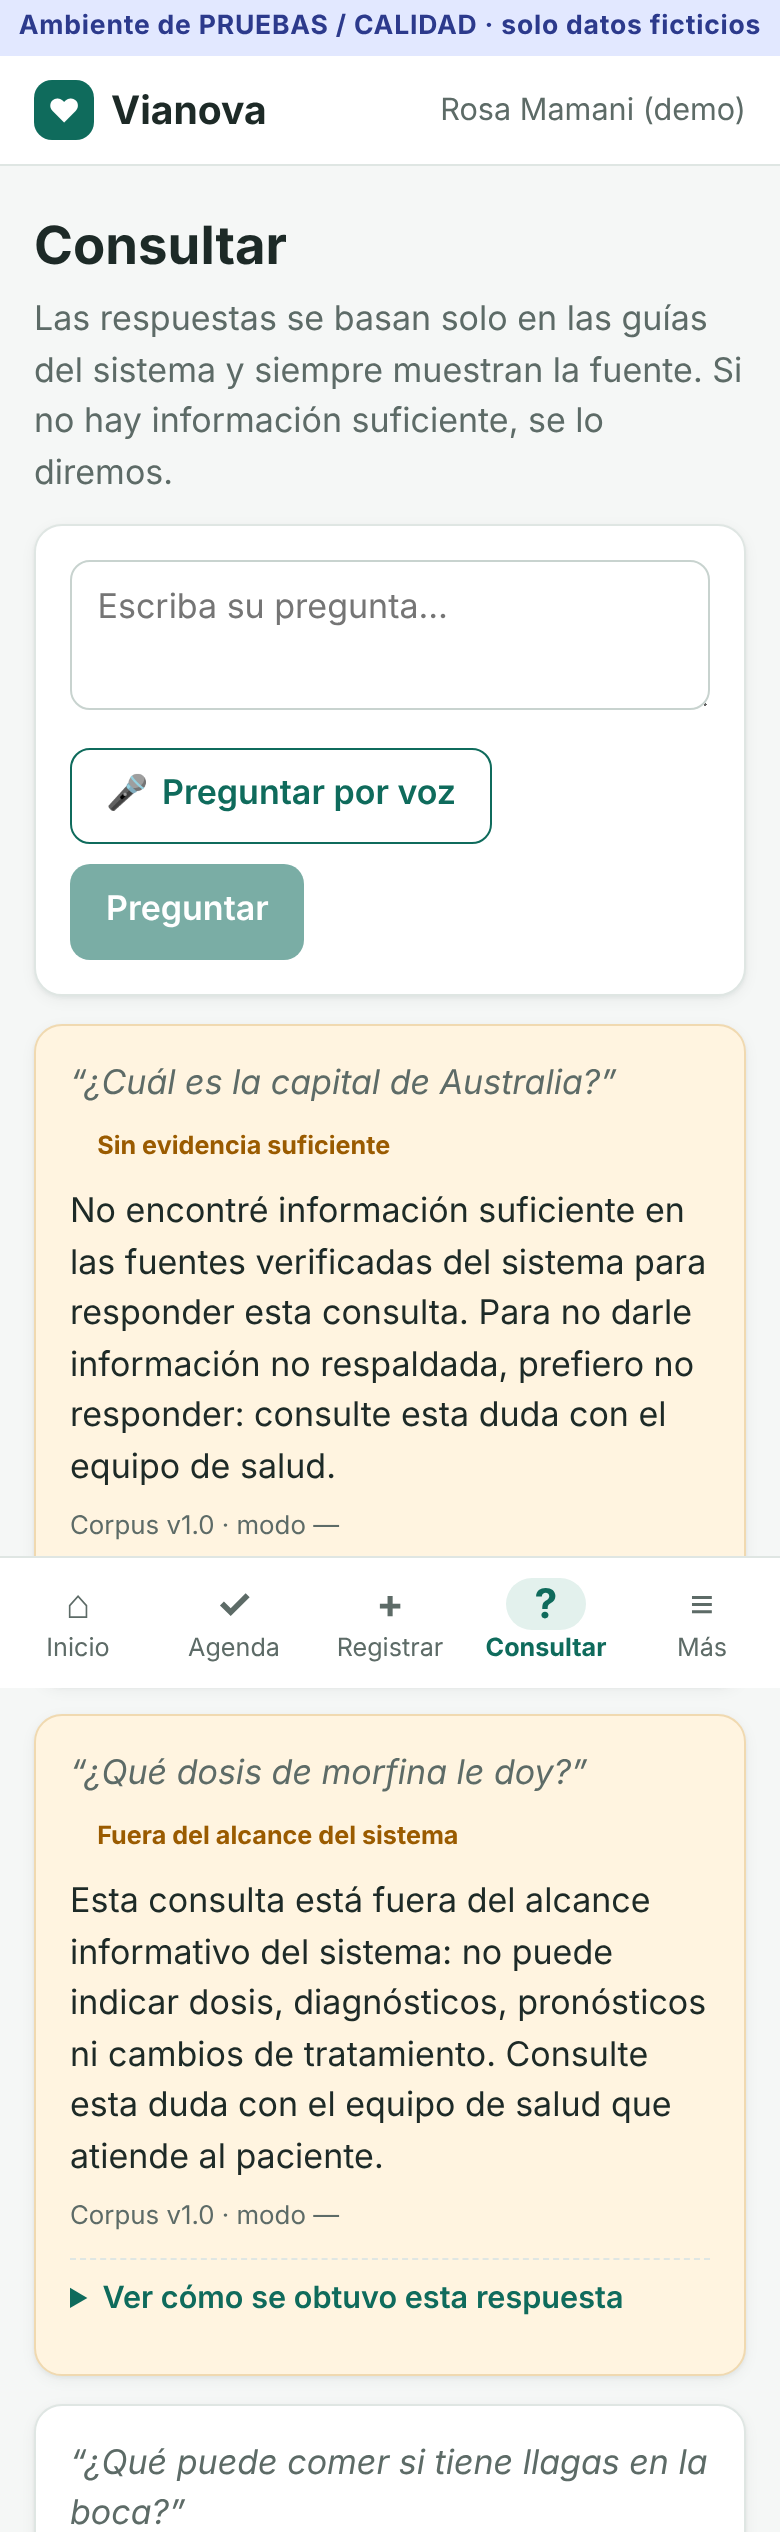 Ambiente de PRUEBAS / CALIDAD · solo datos ficticios
Vianova
Rosa Mamani (demo)
Consultar
Las respuestas se basan solo en las guías
del sistema y siempre muestran la fuente. Si
no hay información suficiente, se lo
diremos.
Escriba su pregunta...
🎤 Preguntar por voz
Preguntar
“¿Cuál es la capital de Australia?”
Sin evidencia suficiente
No encontré información suficiente en
las fuentes verificadas del sistema para
responder esta consulta. Para no darle
información no respaldada, prefiero no
responder: consulte esta duda con el
equipo de salud.
Corpus v1.0 · modo —
Inicio
Agenda
Registrar
Consultar
Más
“¿Qué dosis de morfina le doy?”
Fuera del alcance del sistema
Esta consulta está fuera del alcance
informativo del sistema: no puede
indicar dosis, diagnósticos, pronósticos
ni cambios de tratamiento. Consulte
esta duda con el equipo de salud que
atiende al paciente.
Corpus v1.0 · modo —
▶ Ver cómo se obtuvo esta respuesta
“¿Qué puede comer si tiene llagas en la
boca?”